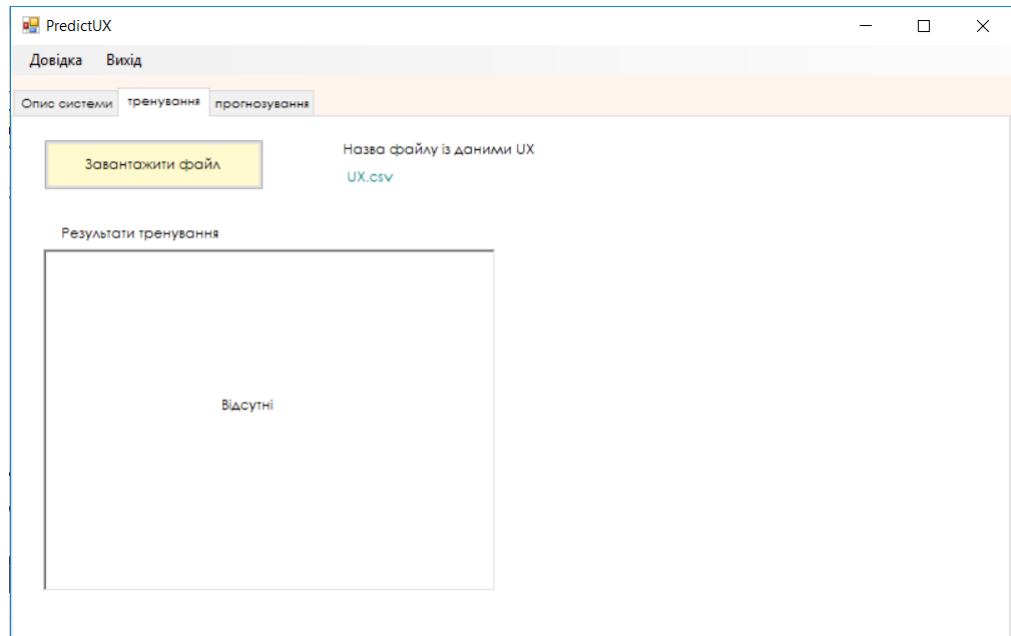 PredictUX
Довідка Вихід
Опис системи тренування прогнозування
Завантажити файл
Назва файлу із даними UX
UX.csv
Результати тренування
Відсутні